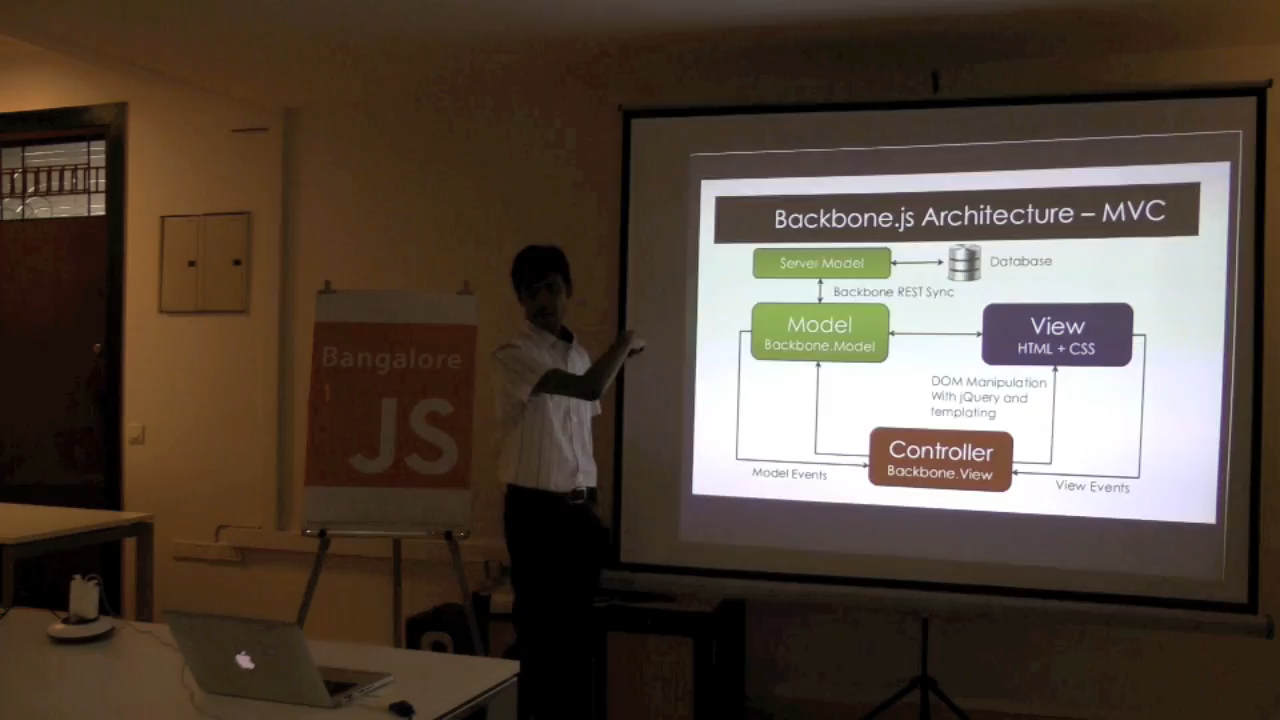 Bangalore
JS
Backbone.js Architecture – MVC
Server Model
Database
Backbone REST Sync
Model
Backbone.Model
View
HTML + CSS
DOM Manipulation
With jQuery and
templating
Controller
Backbone.View
Model Events
View Events